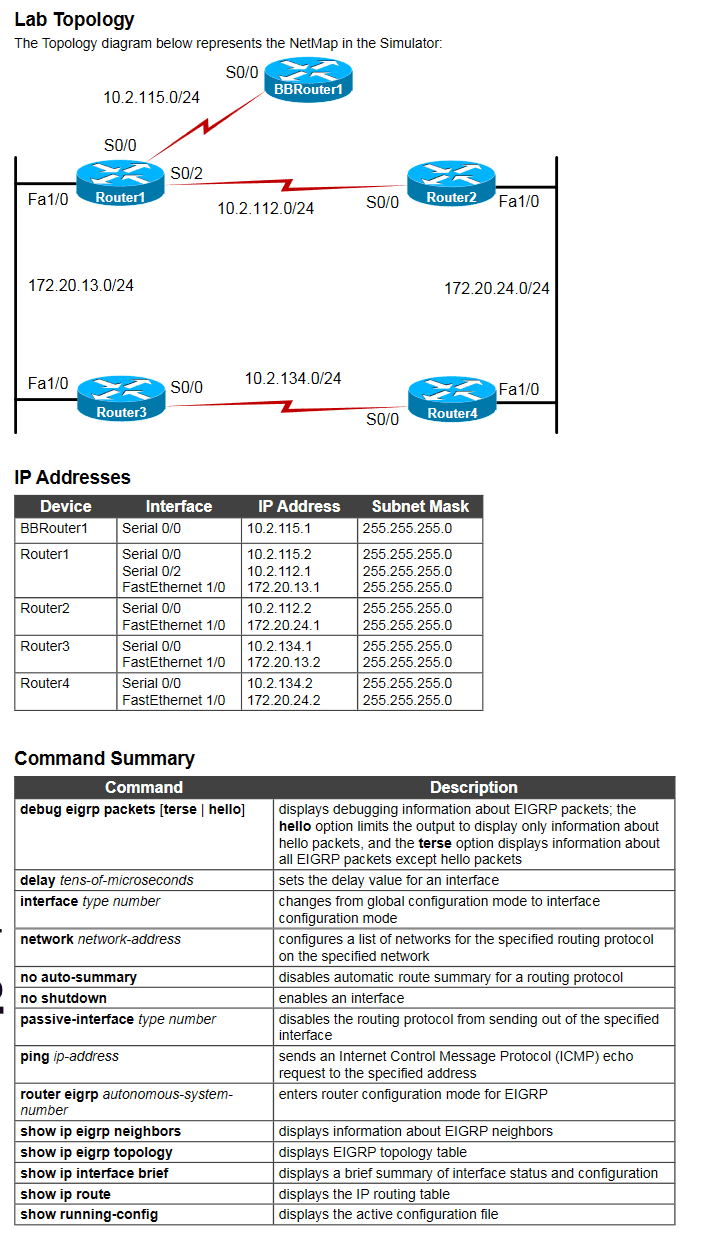 Lab Topology
The Topology diagram below represents the NetMap in the Simulator:
S0/0
BBRouter1
10.2.115.0/24
S0/0
S0/2
Router1
Fa1/0
10.2.112.0/24
S0/0
Router2
Fa1/0
172.20.13.0/24
172.20.24.0/24
Fa1/0
S0/0
10.2.134.0/24
Router3
S0/0
Router4
Fa1/0
IP Addresses
Device Interface IP Address Subnet Mask
BBRouter1 Serial 0/0 10.2.115.1 255.255.255.0
Router1 Serial 0/0 10.2.115.2 255.255.255.0
Serial 0/2 10.2.112.1 255.255.255.0
FastEthernet 1/0 172.20.13.1 255.255.255.0
Router2 Serial 0/0 10.2.112.2 255.255.255.0
FastEthernet 1/0 172.20.24.1 255.255.255.0
Router3 Serial 0/0 10.2.134.1 255.255.255.0
FastEthernet 1/0 172.20.13.2 255.255.255.0
Router4 Serial 0/0 10.2.134.2 255.255.255.0
FastEthernet 1/0 172.20.24.2 255.255.255.0
Command Summary
Command Description
debug eigrp packets [terse | hello] displays debugging information about EIGRP packets; the
hello option limits the output to display only information about
hello packets, and the terse option displays information about
all EIGRP packets except hello packets
delay tens-of-microseconds sets the delay value for an interface
interface type number changes from global configuration mode to interface
configuration mode
network network-address configures a list of networks for the specified routing protocol
on the specified network
no auto-summary disables automatic route summary for a routing protocol
no shutdown enables an interface
passive-interface type number disables the routing protocol from sending out of the specified
interface
ping ip-address sends an Internet Control Message Protocol (ICMP) echo
request to the specified address
router eigrp autonomous-system- enters router configuration mode for EIGRP
number
show ip eigrp neighbors displays information about EIGRP neighbors
show ip eigrp topology displays EIGRP topology table
show ip interface brief displays a brief summary of interface status and configuration
show ip route displays the IP routing table
show running-config displays the active configuration file